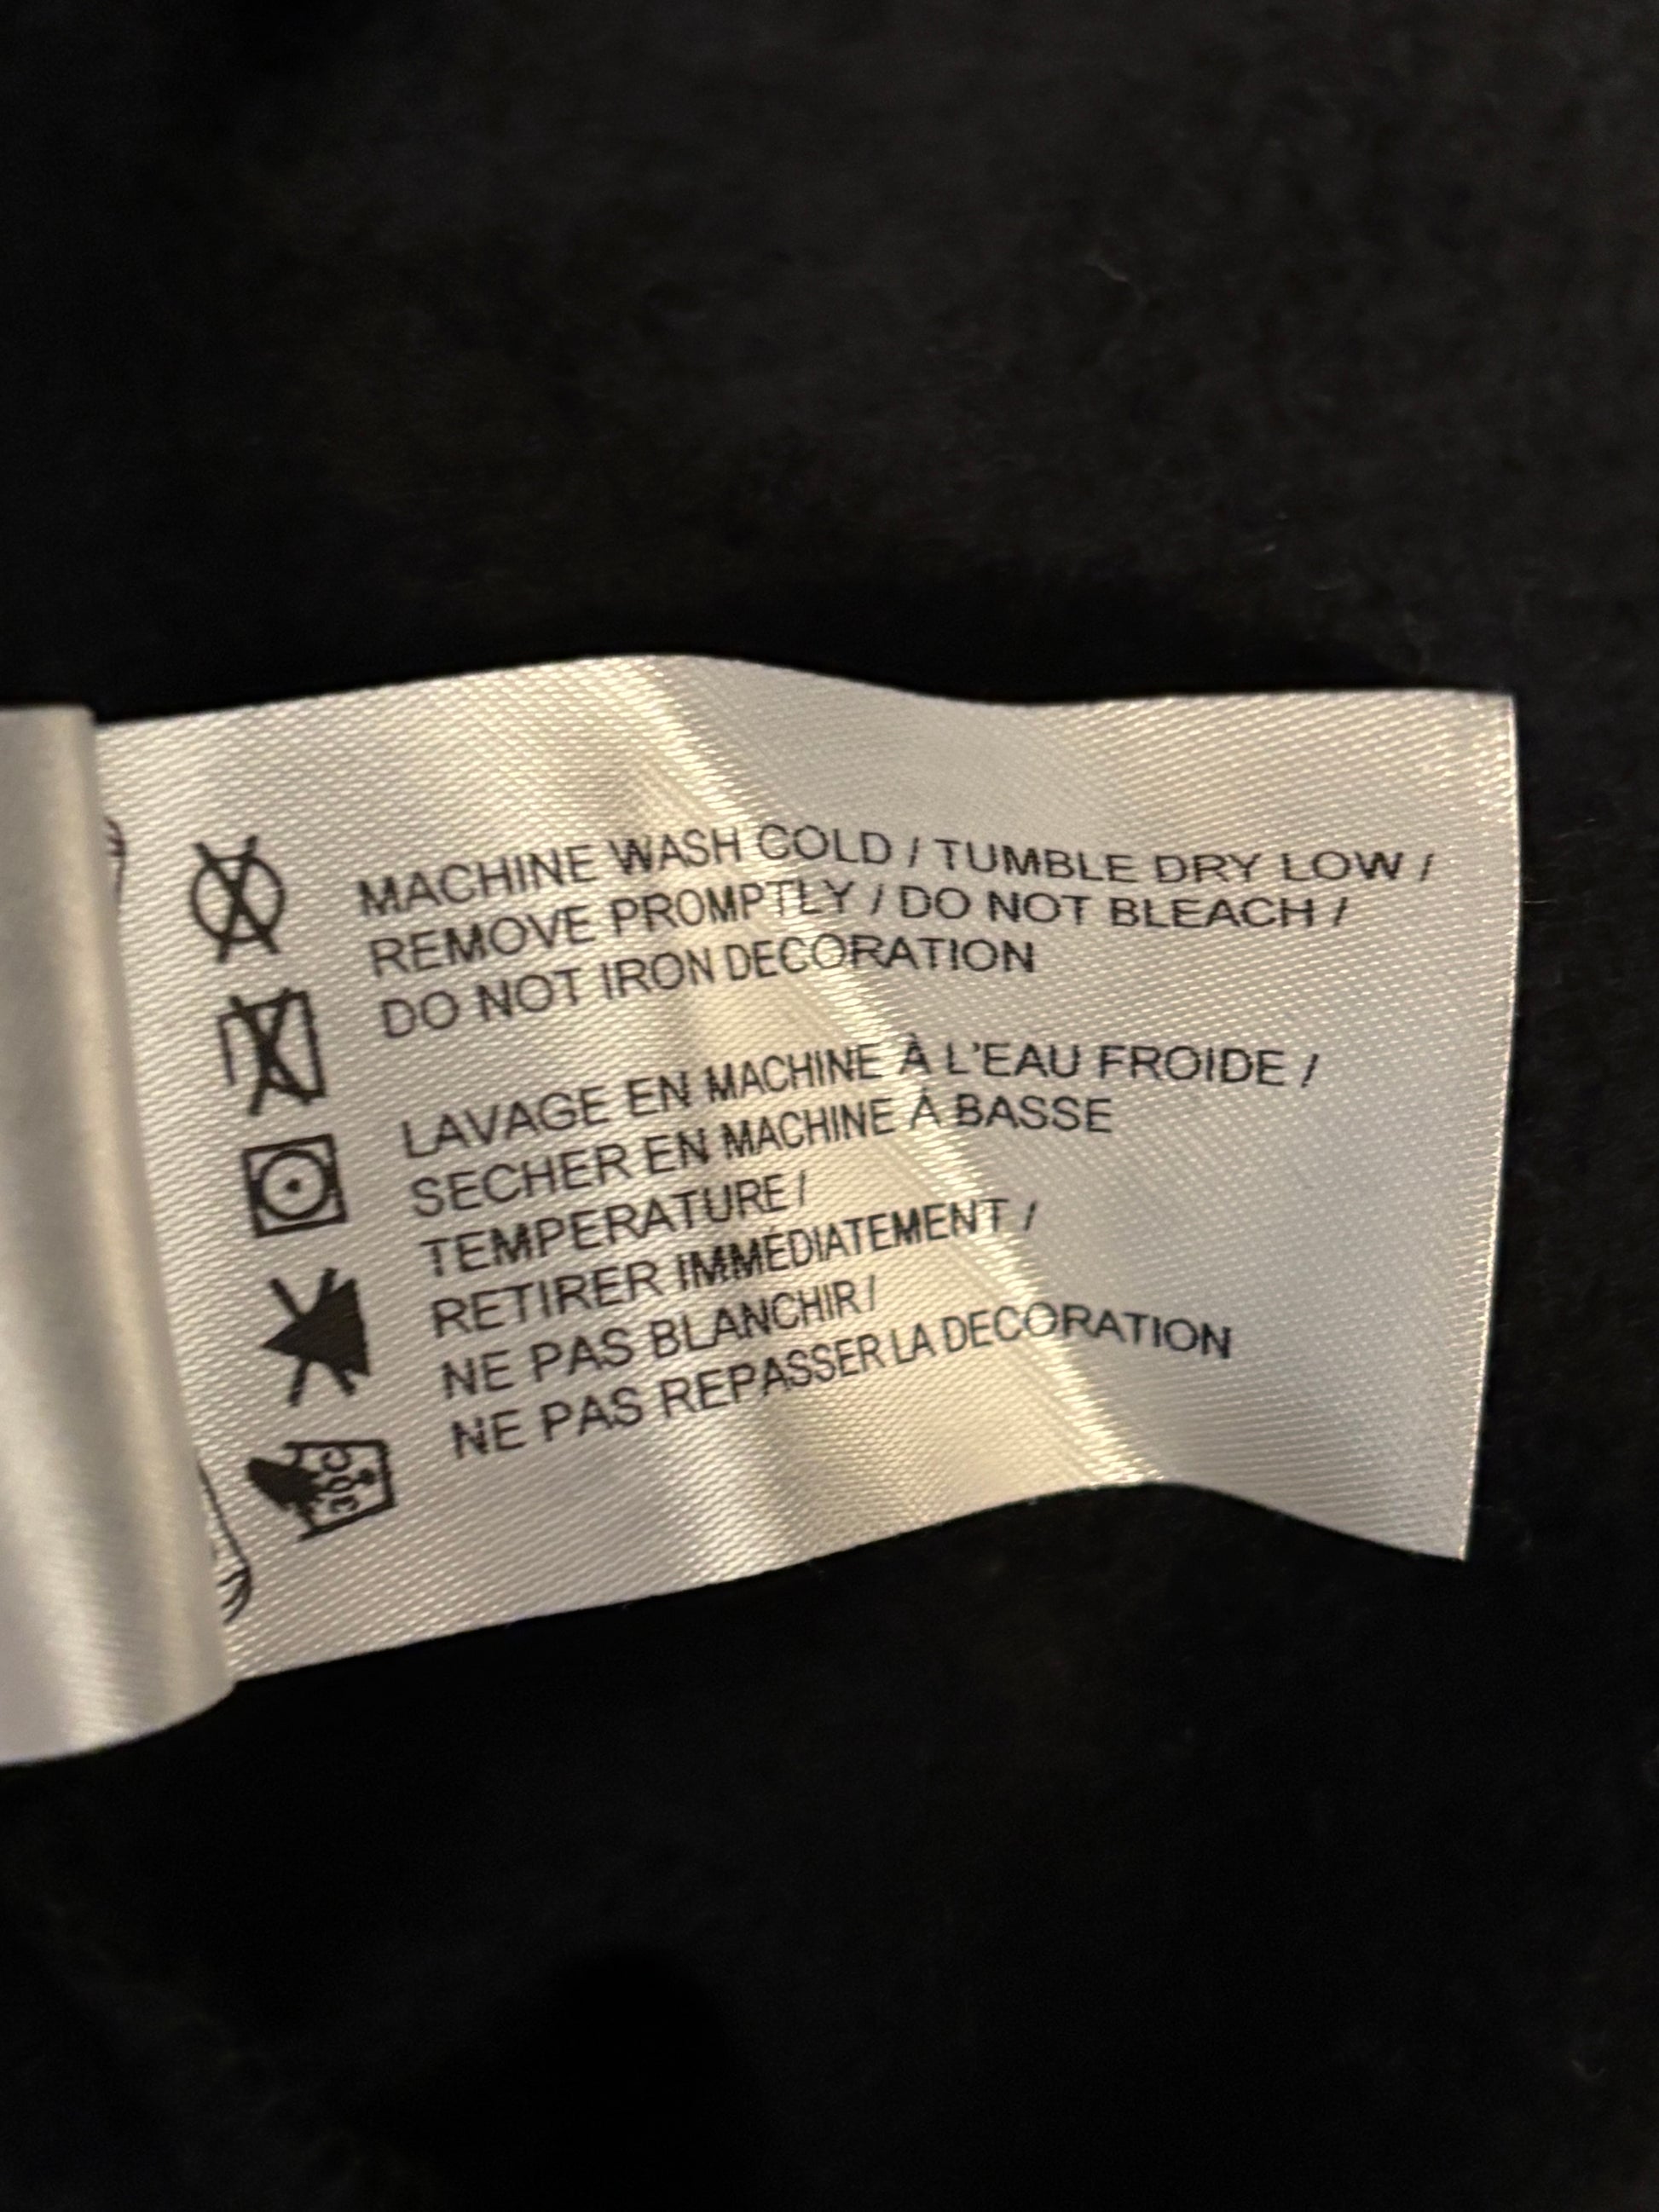 MACHINE WASH COLD / TUMBLE DRY LOW /
REMOVE PROMPTLY / DO NOT BLEACH /
DO NOT IRON DECORATION
LAVAGE EN MACHINE À L'EAU FROIDE /
SECHER EN MACHINE À BASSE
TEMPERATURE /
RETIRER IMMÉDIATEMENT /
NE PAS BLANCHIR /
NE PAS REPASSER LA DECORATION
30C